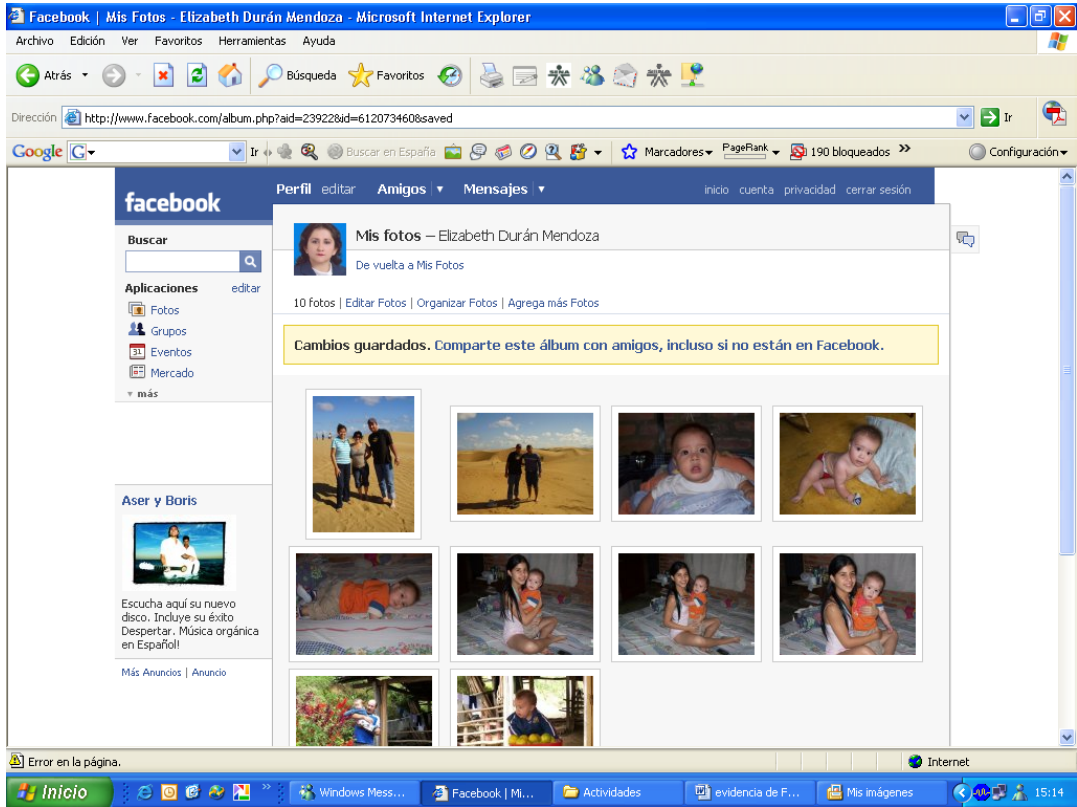 Facebook | Mis Fotos - Elizabeth Durán Mendoza - Microsoft Internet Explorer
Archivo Edición Ver Favoritos Herramientas Ayuda
Atrás Búsqueda Favoritos
Dirección http://www.facebook.com/album.php?aid=23922&id=612073460&saved Ir
Google G Ir Buscar en España Marcadores PageRank 190 bloqueados Configuración
facebook Perfil editar Amigos Mensajes inicio cuenta privacidad cerrar sesión
Mis fotos – Elizabeth Durán Mendoza
De vuelta a Mis Fotos
10 fotos | Editar Fotos | Organizar Fotos | Agrega más Fotos
Cambios guardados. Comparte este álbum con amigos, incluso si no están en Facebook.
Buscar
Aplicaciones editar
Fotos
Grupos
31 Eventos
Mercado
más
Aser y Boris
Escucha aquí su nuevo
disco. Incluye su éxito
Despertar. Música orgánica
en Español!
Más Anuncios | Anuncio
Error en la página. Internet
Inicio Windows Mess... Facebook | Mi... Actividades evidencia de F... Mis imágenes 15:14